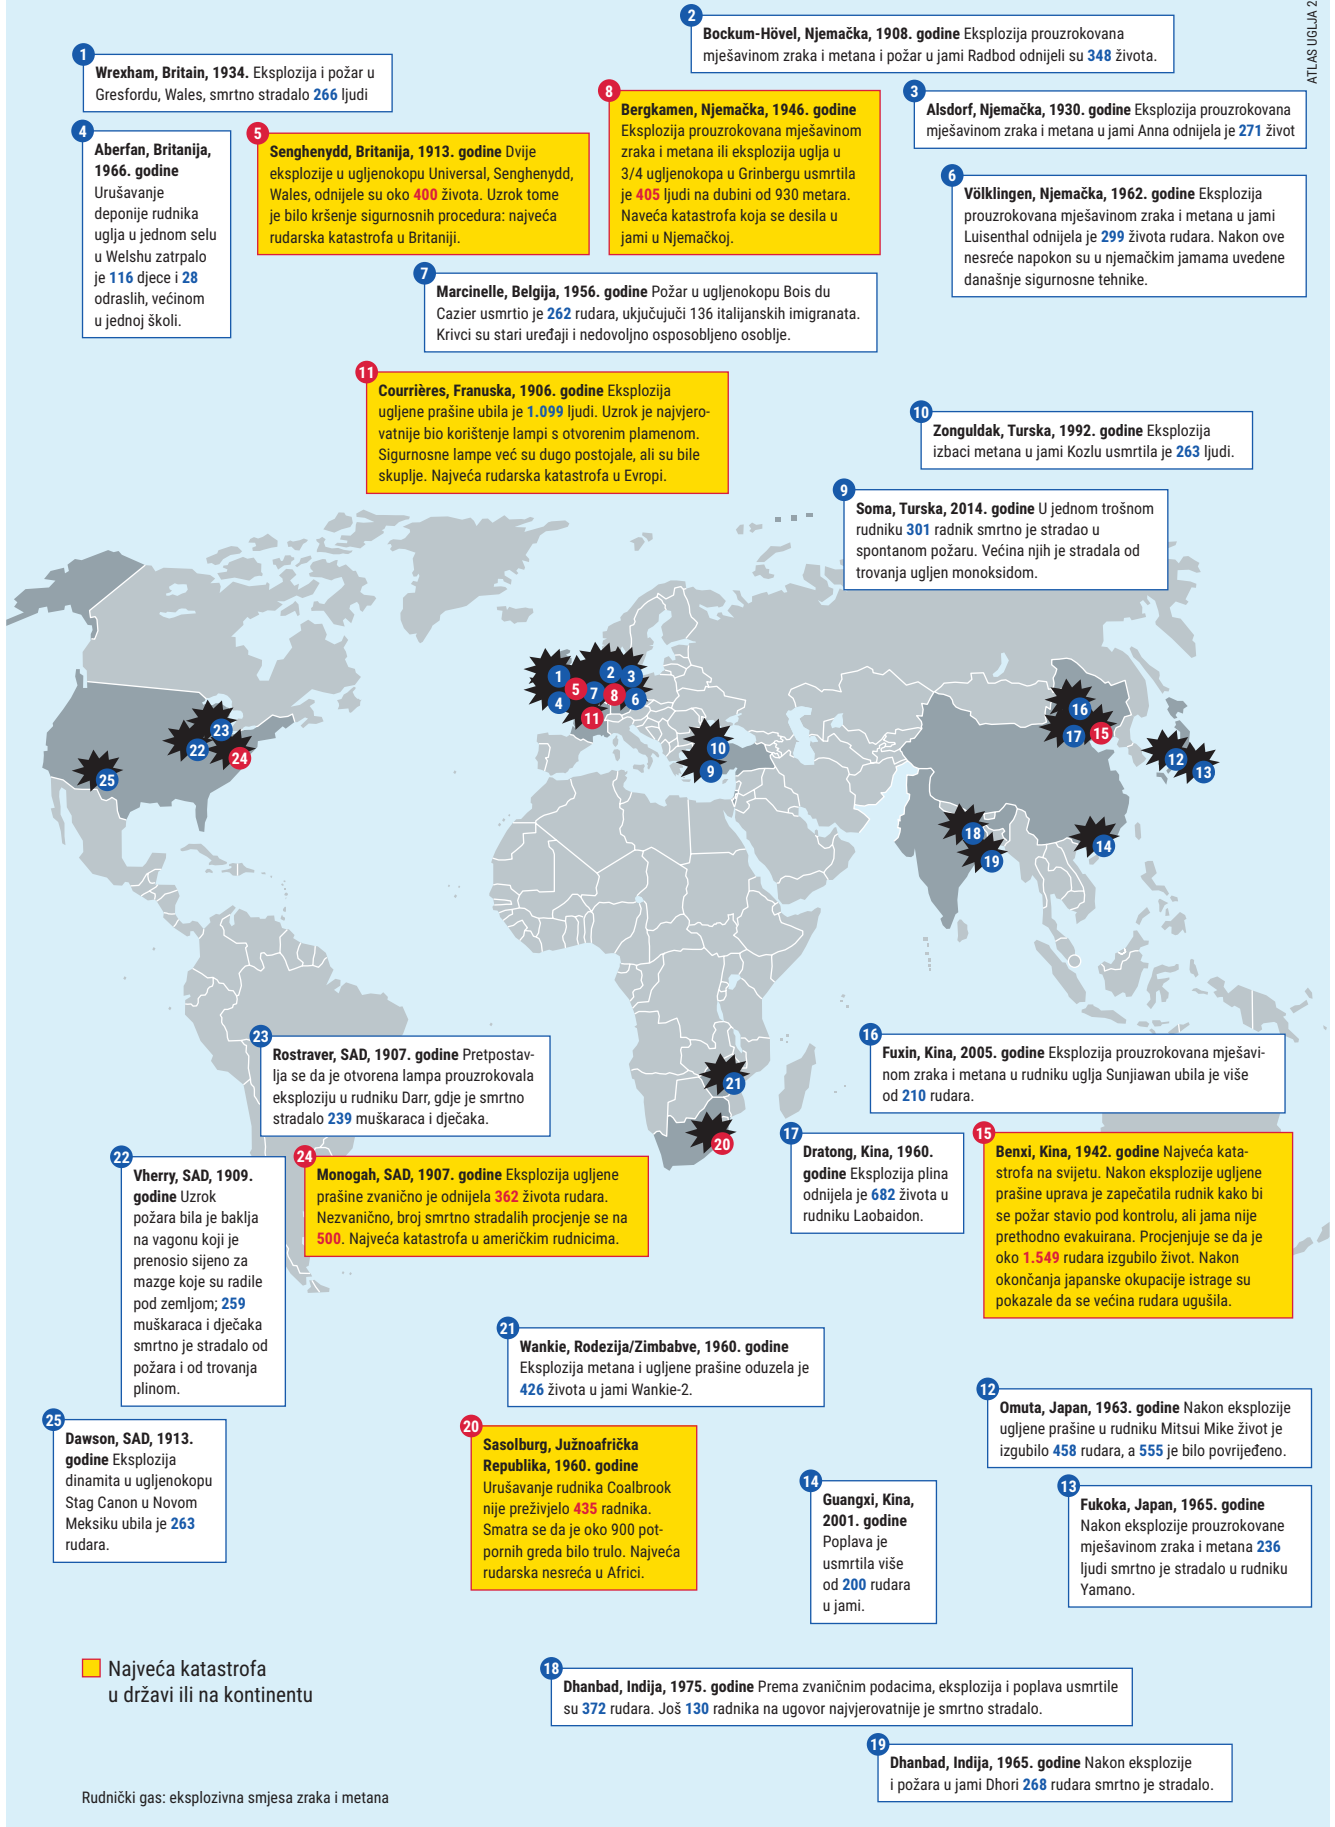 ATLAS UGLJA 2
2
Bockum-Hövel, Njemačka, 1908. godine Eksplozija prouzrokovana
mješavinom zraka i metana i požar u jami Radbod odnijeli su 348 života.
1
Wrexham, Britain, 1934. Eksplozija i požar u
Gresfordu, Wales, smrtno stradalo 266 ljudi
8
Bergkamen, Njemačka, 1946. godine
Eksplozija prouzrokovana mješavinom
zraka i metana ili eksplozija uglja u
3/4 ugljenokopa u Grinbergu usmrtila
je 405 ljudi na dubini od 930 metara.
Naveća katastrofa koja se desila u
jami u Njemačkoj.
3
Alsdorf, Njemačka, 1930. godine Eksplozija prouzrokovana
mješavinom zraka i metana u jami Anna odnijela je 271 život
4
Aberfan, Britanija,
1966. godine
Urušavanje
deponije rudnika
uglja u jednom selu
u Welshu zatrpalo
je 116 djece i 28
odraslih, većinom
u jednoj školi.
5
Senghenydd, Britanija, 1913. godine Dvije
eksplozije u ugljenokopu Universal, Senghenydd,
Wales, odnijele su oko 400 života. Uzrok tome
je bilo kršenje sigurnosnih procedura: najveća
rudarska katastrofa u Britaniji.
6
Völklingen, Njemačka, 1962. godine Eksplozija
prouzrokovana mješavinom zraka i metana u jami
Luisenthal odnijela je 299 života rudara. Nakon ove
nesreće napokon su u njemačkim jamama uvedene
današnje sigurnosne tehnike.
7
Marcinelle, Belgija, 1956. godine Požar u ugljenokopu Bois du
Cazier usmrtio je 262 rudara, ukjučujuči 136 italijanskih imigranata.
Krivci su stari uređaji i nedovoljno osposobljeno osoblje.
11
Courrières, Franuska, 1906. godine Eksplozija
ugljene prašine ubila je 1.099 ljudi. Uzrok je najvjero-
vatnije bio korištenje lampi s otvorenim plamenom.
Sigurnosne lampe već su dugo postojale, ali su bile
skuplje. Najveća rudarska katastrofa u Evropi.
10
Zonguldak, Turska, 1992. godine Eksplozija
izbaci metana u jami Kozlu usmrtila je 263 ljudi.
9
Soma, Turska, 2014. godine U jednom trošnom
rudniku 301 radnik smrtno je stradao u
spontanom požaru. Većina njih je stradala od
trovanja ugljen monoksidom.
1
2
3
5
7
8
6
4
11
16
17
15
23
22
24
10
9
12
13
25
18
14
19
21
20
23
Rostraver, SAD, 1907. godine Pretpostav-
lja se da je otvorena lampa prouzrokovala
eksploziju u rudniku Darr, gdje je smrtno
stradalo 239 muškaraca i dječaka.
16
Fuxin, Kina, 2005. godine Eksplozija prouzrokovana mješavi-
nom zraka i metana u rudniku uglja Sunjiawan ubila je više
od 210 rudara.
22
Vherry, SAD, 1909.
godine Uzrok
požara bila je baklja
na vagonu koji je
prenosio sijeno za
mazge koje su radile
pod zemljom; 259
muškaraca i dječaka
smrtno je stradalo od
požara i od trovanja
plinom.
24
Monogah, SAD, 1907. godine Eksplozija ugljene
prašine zvanično je odnijela 362 života rudara.
Nezvanično, broj smrtno stradalih procjenje se na
500. Najveća katastrofa u američkim rudnicima.
17
Dratong, Kina, 1960.
godine Eksplozija plina
odnijela je 682 života u
rudniku Laobaidon.
15
Benxi, Kina, 1942. godine Najveća kata-
strofa na svijetu. Nakon eksplozije ugljene
prašine uprava je zapečatila rudnik kako bi
se požar stavio pod kontrolu, ali jama nije
prethodno evakuirana. Procjenjuje se da je
oko 1.549 rudara izgubilo život. Nakon
okončanja japanske okupacije istrage su
pokazale da se većina rudara ugušila.
21
Wankie, Rodezija/Zimbabve, 1960. godine
Eksplozija metana i ugljene prašine oduzela je
426 života u jami Wankie-2.
12
Omuta, Japan, 1963. godine Nakon eksplozije
ugljene prašine u rudniku Mitsui Mike život je
izgubilo 458 rudara, a 555 je bilo povrijeđeno.
25
Dawson, SAD, 1913.
godine Eksplozija
dinamita u ugljenokopu
Stag Canon u Novom
Meksiku ubila je 263
rudara.
20
Sasolburg, Južnoafrička
Republika, 1960. godine
Urušavanje rudnika Coalbrook
nije preživjelo 435 radnika.
Smatra se da je oko 900 pot-
pornih greda bilo trulo. Najveća
rudarska nesreća u Africi.
14
Guangxi, Kina,
2001. godine
Poplava je
usmrtila više
od 200 rudara
u jami.
13
Fukoka, Japan, 1965. godine
Nakon eksplozije prouzrokovane
mješavinom zraka i metana 236
ljudi smrtno je stradalo u rudniku
Yamano.
Najveća katastrofa
u državi ili na kontinentu
18
Dhanbad, Indija, 1975. godine Prema zvaničnim podacima, eksplozija i poplava usmrtile
su 372 rudara. Još 130 radnika na ugovor najvjerovatnije je smrtno stradalo.
19
Dhanbad, Indija, 1965. godine Nakon eksplozije
i požara u jami Dhori 268 rudara smrtno je stradalo.
Rudnički gas: eksplozivna smjesa zraka i metana